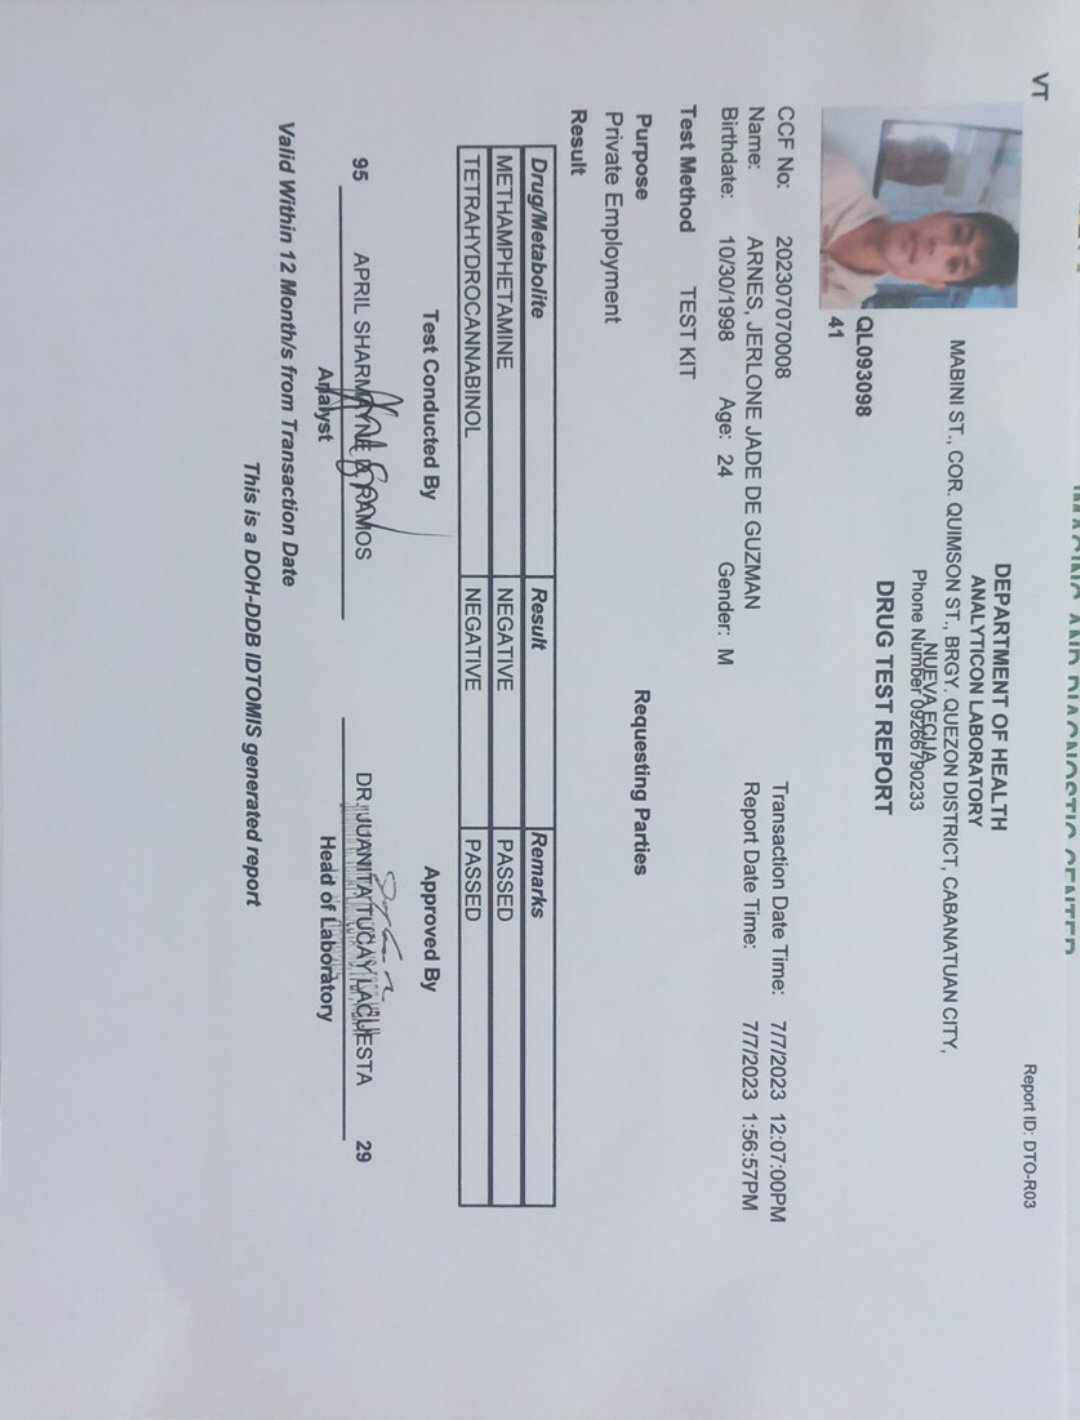 IMAGING AND DIAGNOSTIC CENTER
VT
Report ID: DTO-R03
DEPARTMENT OF HEALTH
ANALYTICON LABORATORY
MABINI ST., COR. QUIMSON ST., BRGY. QUEZON DISTRICT, CABANATUAN CITY,
NUEVA ECIJA
Phone Number 09266790233
DRUG TEST REPORT
QL093098
41
CCF No: 202307070008
Transaction Date Time: 7/7/2023 12:07:00PM
Name: ARNES, JERLONE JADE DE GUZMAN
Report Date Time: 7/7/2023 1:56:57PM
Birthdate: 10/30/1998 Age: 24 Gender: M
Test Method TEST KIT
Purpose Requesting Parties
Private Employment
Result
Drug/Metabolite Result Remarks
METHAMPHETAMINE NEGATIVE PASSED
TETRAHYDROCANNABINOL NEGATIVE PASSED
Test Conducted By Approved By
95 APRIL SHARMAYNE RAMOS DR. JUANITA TUCAY LACUESTA 29
Analyst Head of Laboratory
Valid Within 12 Month/s from Transaction Date
This is a DOH-DDB IDTOMIS generated report